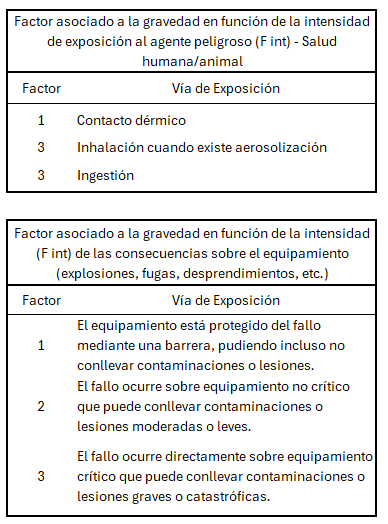 Factor asociado a la gravedad en función de la intensidad
de exposición al agente peligroso (F int) - Salud
humana/animal
Factor Vía de Exposición
1 Contacto dérmico
3 Inhalación cuando existe aerosolización
3 Ingestión
Factor asociado a la gravedad en función de la intensidad
(F int) de las consecuencias sobre el equipamiento
(explosiones, fugas, desprendimientos, etc.)
Factor Vía de Exposición
El equipamiento está protegido del fallo
1 mediante una barrera, pudiendo incluso no
conllevar contaminaciones o lesiones.
El fallo ocurre sobre equipamiento no crítico
2 que puede conllevar contaminaciones o
lesiones moderadas o leves.
El fallo ocurre directamente sobre equipamiento
3 crítico que puede conllevar contaminaciones o
lesiones graves o catastróficas.